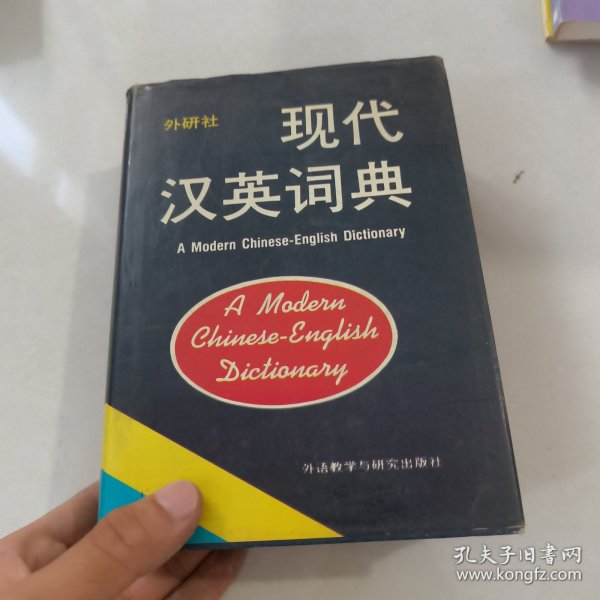 外研社
现代
汉英词典
A Modern Chinese-English Dictionary
A Modern
Chinese-English
Dictionary
外语教学与研究出版社
孔夫子旧书网
www.kongfz.com